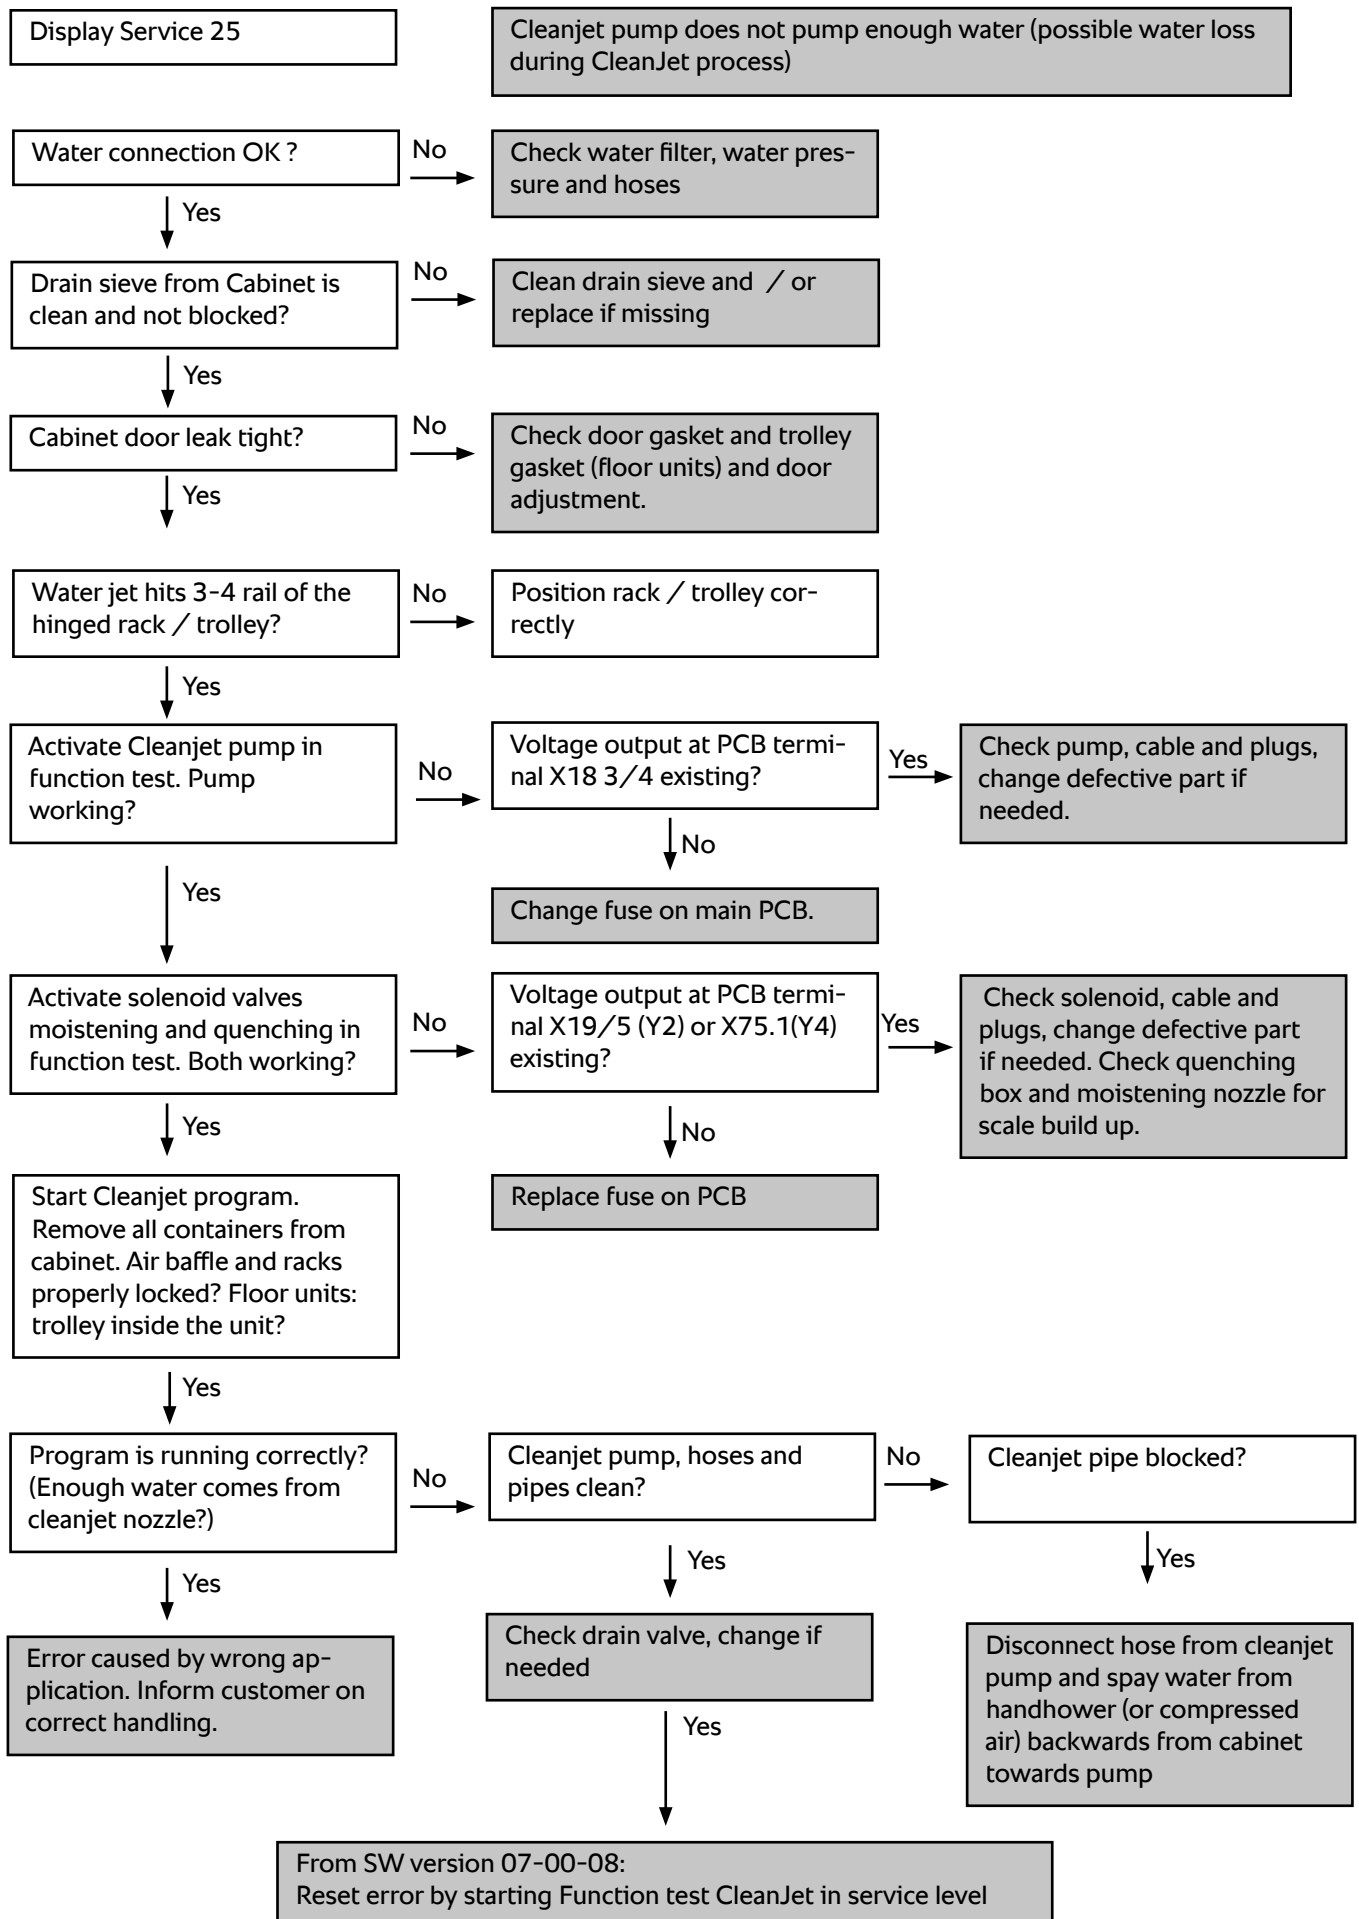 Display Service 25
Cleanjet pump does not pump enough water (possible water loss
during CleanJet process)
Water connection OK ?
No
Check water filter, water pres-
sure and hoses
Yes
Drain sieve from Cabinet is
clean and not blocked?
No
Clean drain sieve and / or
replace if missing
Yes
Cabinet door leak tight?
No
Check door gasket and trolley
gasket (floor units) and door
adjustment.
Yes
Water jet hits 3-4 rail of the
hinged rack / trolley?
No
Position rack / trolley cor-
rectly
Yes
Activate Cleanjet pump in
function test. Pump
working?
No
Voltage output at PCB termi-
nal X18 3/4 existing?
Yes
Check pump, cable and plugs,
change defective part if
needed.
No
Yes
Change fuse on main PCB.
Activate solenoid valves
moistening and quenching in
function test. Both working?
No
Voltage output at PCB termi-
nal X19/5 (Y2) or X75.1(Y4)
existing?
Yes
Check solenoid, cable and
plugs, change defective part
if needed. Check quenching
box and moistening nozzle for
scale build up.
Yes
No
Replace fuse on PCB
Start Cleanjet program.
Remove all containers from
cabinet. Air baffle and racks
properly locked? Floor units:
trolley inside the unit?
Yes
Program is running correctly?
(Enough water comes from
cleanjet nozzle?)
No
Cleanjet pump, hoses and
pipes clean?
No
Cleanjet pipe blocked?
Yes
Yes
Yes
Error caused by wrong ap-
plication. Inform customer on
correct handling.
Check drain valve, change if
needed
Disconnect hose from cleanjet
pump and spay water from
handhower (or compressed
air) backwards from cabinet
towards pump
Yes
From SW version 07-00-08:
Reset error by starting Function test CleanJet in service level